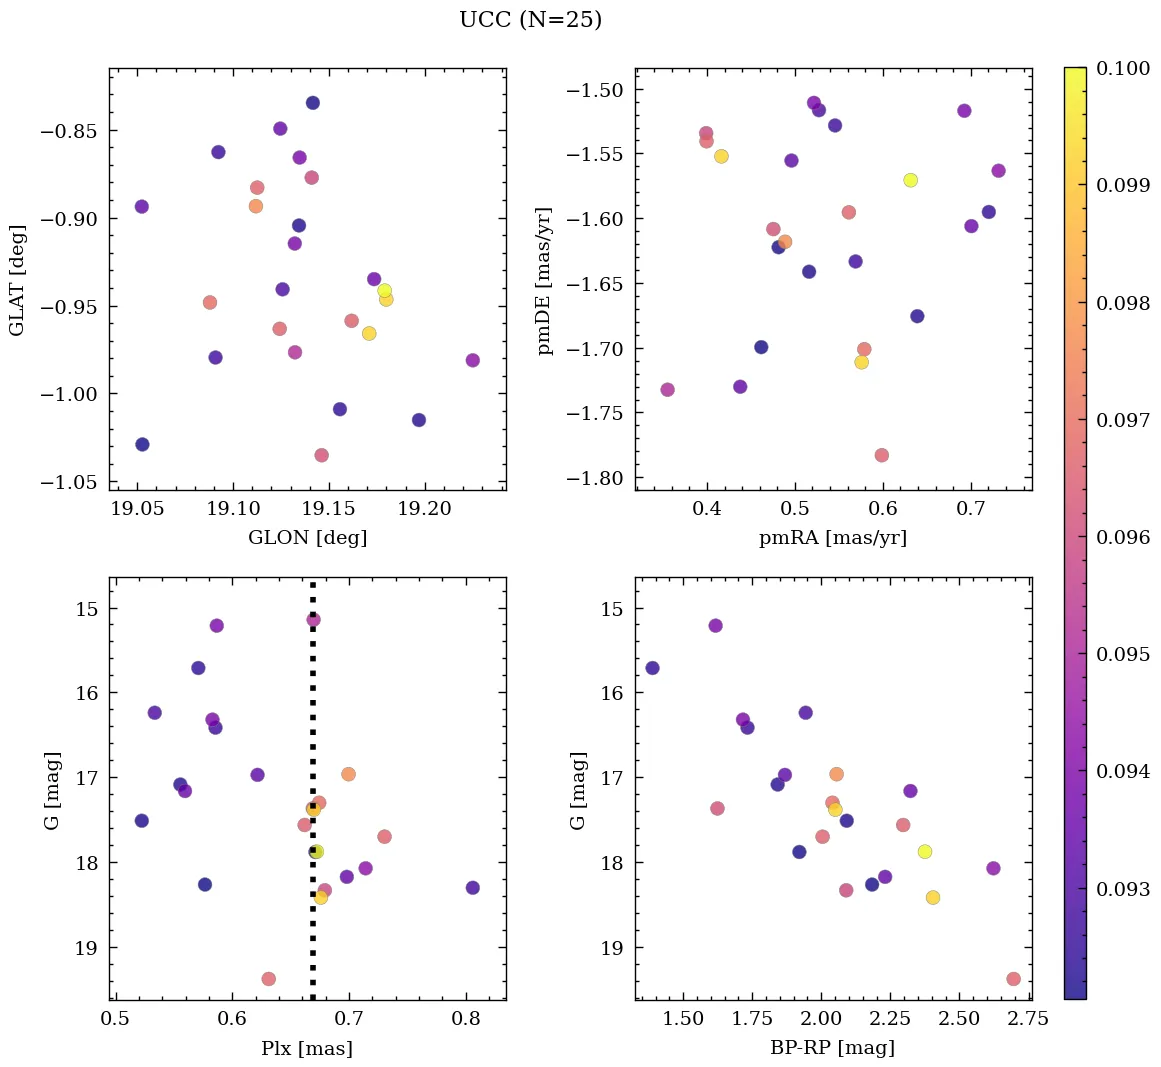 UCC (N=25)
−0.85
−0.90
−0.95
−1.00
−1.05
GLAT [deg]
19.05 19.10 19.15 19.20
GLON [deg]
−1.50
−1.55
−1.60
−1.65
−1.70
−1.75
−1.80
pmDE [mas/yr]
0.4 0.5 0.6 0.7
pmRA [mas/yr]
15
16
17
18
19
G [mag]
0.5 0.6 0.7 0.8
Plx [mas]
15
16
17
18
19
G [mag]
1.50 1.75 2.00 2.25 2.50 2.75
BP-RP [mag]
0.100
0.099
0.098
0.097
0.096
0.095
0.094
0.093